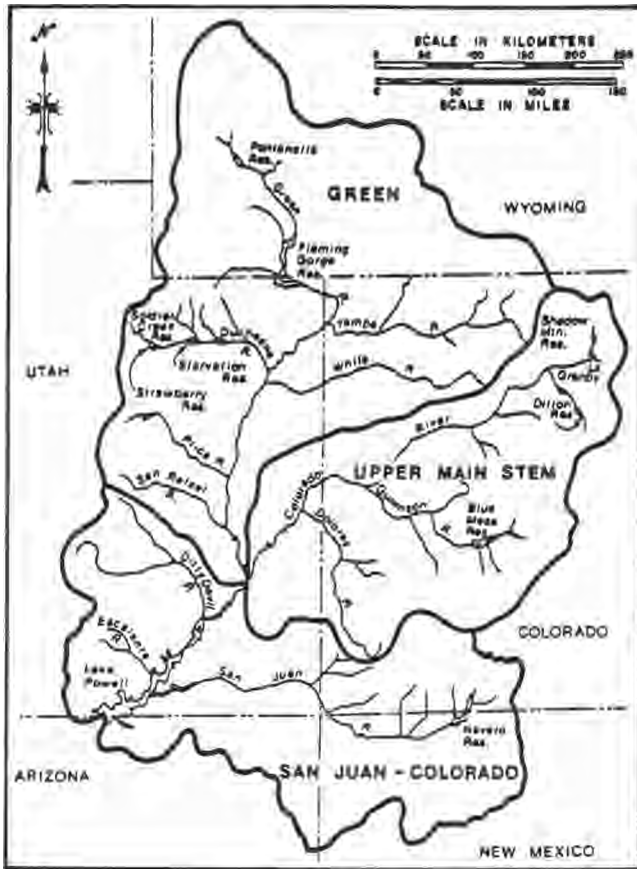 N
SCALE IN KILOMETERS
0 50 100 150 200 250
0 50 100 150
SCALE IN MILES
Fontenelle
Res.
Green
GREEN
WYOMING
Flaming
Gorge
Res.
R.
Soldier
Creek
Res.
Duchesne
R.
Starvation
Res.
Strawberry
Res.
UTAH
Yampa R.
White R.
Shadow
Mtn. Res.
L.
Granby
Dillon
Res.
Price R.
San Rafael
R.
River
UPPER MAIN STEM
Colorado
Gunnison
R.
Blue
Mesa
Res.
Dolores
R.
Dirty Devil
R.
Escalante
R.
Lake
Powell
COLORADO
San Juan
R.
Navajo
Res.
ARIZONA
SAN JUAN - COLORADO
NEW MEXICO